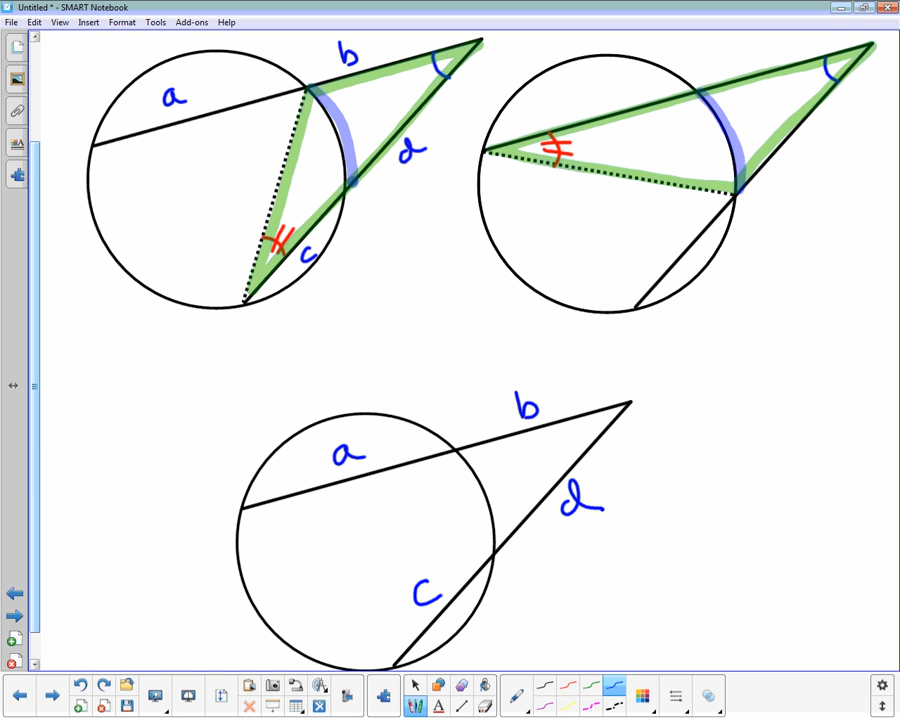 Untitled * - SMART Notebook
File Edit View Insert Format Tools Add-ons Help
b
a
d
c
b
a
d
c